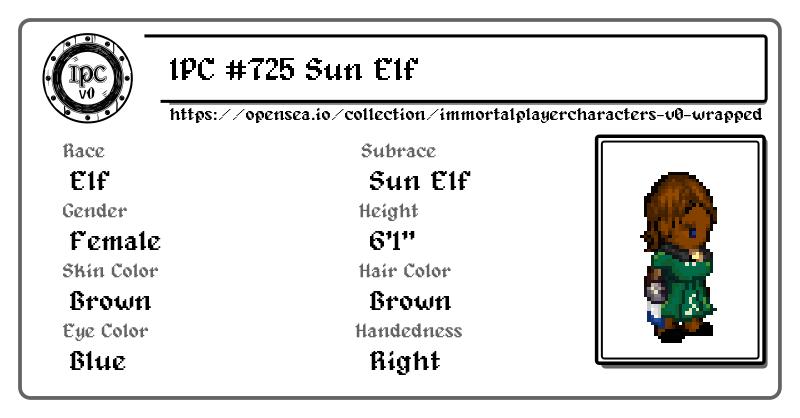 IPC v0
IPC #725 Sun Elf
https://opensea.io/collection/immortalplayercharacters-v0-wrapped
Race
Subrace
Elf
Sun Elf
Gender
Height
Female
6'1"
Skin Color
Hair Color
Brown
Brown
Eye Color
Handedness
Blue
Right